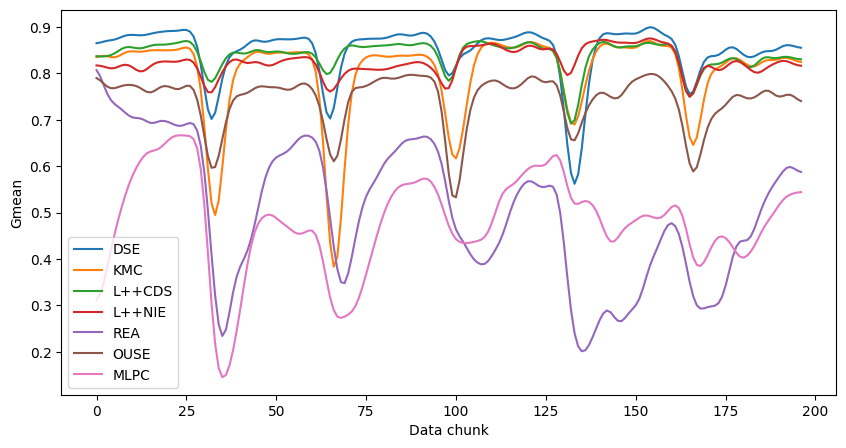 0.9
0.8
0.7
0.6
0.5
0.4
0.3
0.2
Gmean
DSE
KMC
L++CDS
L++NIE
REA
OUSE
MLPC
0 25 50 75 100 125 150 175 200
Data chunk